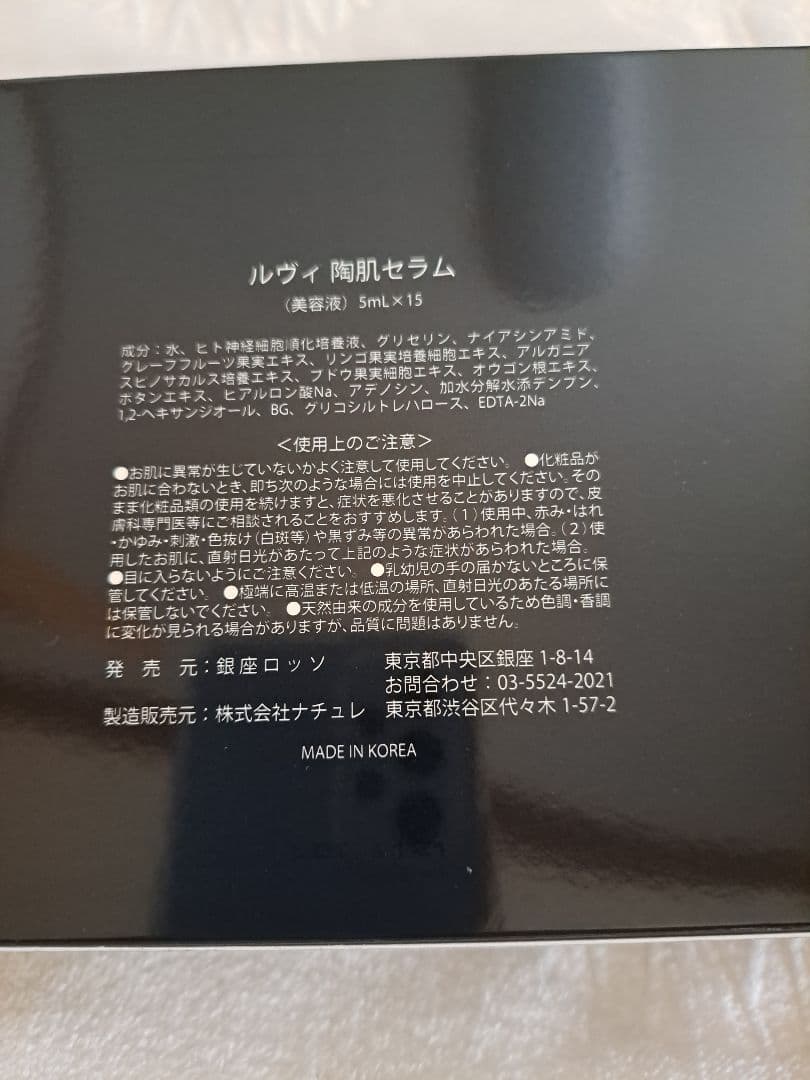 ルヴィ 陶肌セラム
（美容液）5mL×15
成分：水、ヒト神経細胞順化培養液、グリセリン、ナイアシンアミド、
グレープフルーツ果実エキス、リンゴ果実培養細胞エキス、アルガニア
スピノサカルス培養エキス、ブドウ果実細胞エキス、オウゴン根エキス、
ボタンエキス、ヒアルロン酸Na、アデノシン、加水分解水添デンプン、
1,2-ヘキサンジオール、BG、グリコシルトレハロース、EDTA-2Na
＜使用上のご注意＞
●お肌に異常が生じていないかよく注意して使用してください。 ●化粧品が
お肌に合わないとき、即ち次のような場合には使用を中止してください。その
まま化粧品類の使用を続けますと、症状を悪化させることがありますので、皮
膚科専門医等にご相談されることをおすすめします。（1）使用中、赤み・はれ
・かゆみ・刺激・色抜け（白斑等）や黒ずみ等の異常があらわれた場合。（2）使
用したお肌に、直射日光があたって上記のような症状があらわれた場合。
●目に入らないようにご注意ください。 ●乳幼児の手の届かないところに保
管してください。 ●極端に高温または低温の場所、直射日光のあたる場所に
は保管しないでください。 ●天然由来の成分を使用しているため色調・香調
に変化が見られる場合がありますが、品質に問題はありません。
発 売 元：銀座ロッソ 東京都中央区銀座 1-8-14
お問合わせ：03-5524-2021
製造販売元：株式会社ナチュレ 東京都渋谷区代々木 1-57-2
MADE IN KOREA